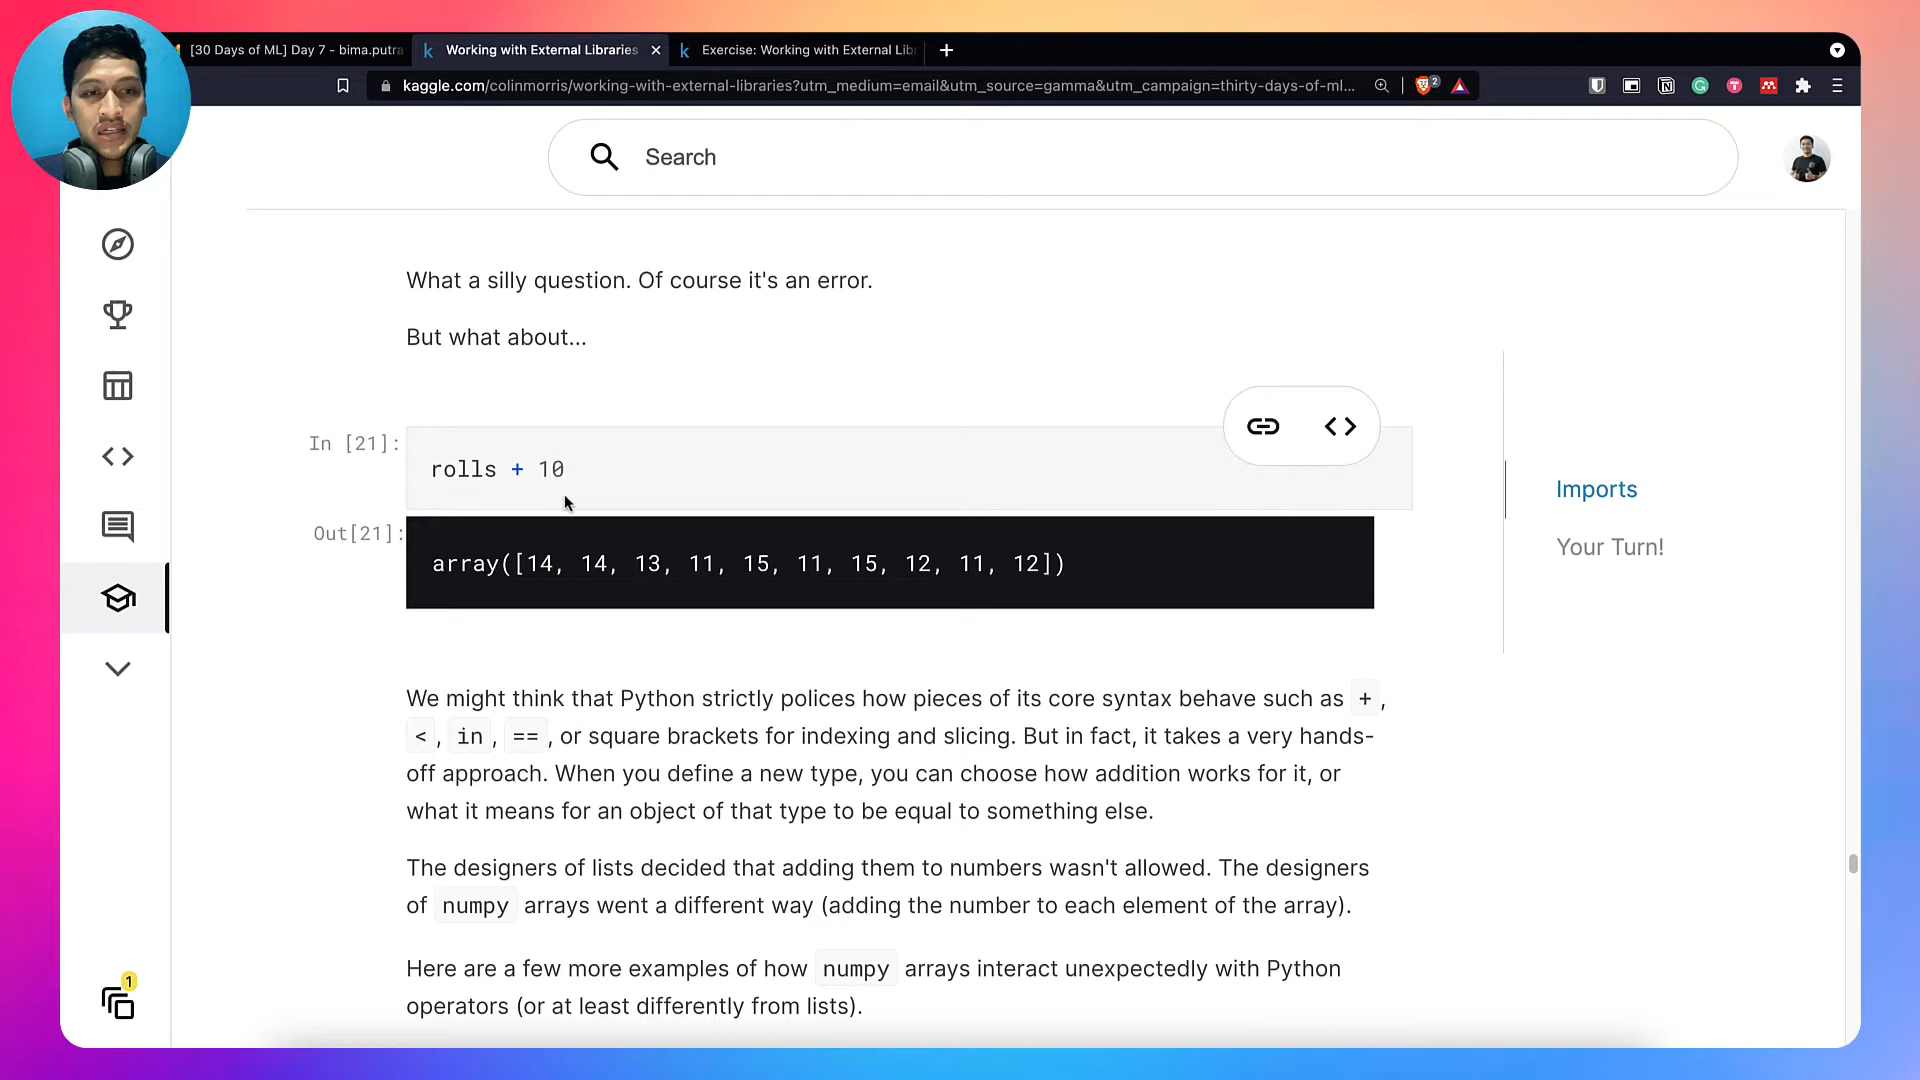 [30 Days of ML] Day 7 - bima.putra
Working with External Libraries
Exercise: Working with External Libr
kaggle.com/colinmorris/working-with-external-libraries?utm_medium=email&utm_source=gamma&utm_campaign=thirty-days-of-ml...
2
Search
What a silly question. Of course it's an error.
But what about...
In [21]:
rolls + 10
Out[21]:
array([14, 14, 13, 11, 15, 11, 15, 12, 11, 12])
Imports
Your Turn!
We might think that Python strictly polices how pieces of its core syntax behave such as + ,
< , in , == , or square brackets for indexing and slicing. But in fact, it takes a very hands-
off approach. When you define a new type, you can choose how addition works for it, or
what it means for an object of that type to be equal to something else.
The designers of lists decided that adding them to numbers wasn't allowed. The designers
of numpy arrays went a different way (adding the number to each element of the array).
Here are a few more examples of how numpy arrays interact unexpectedly with Python
operators (or at least differently from lists).
1